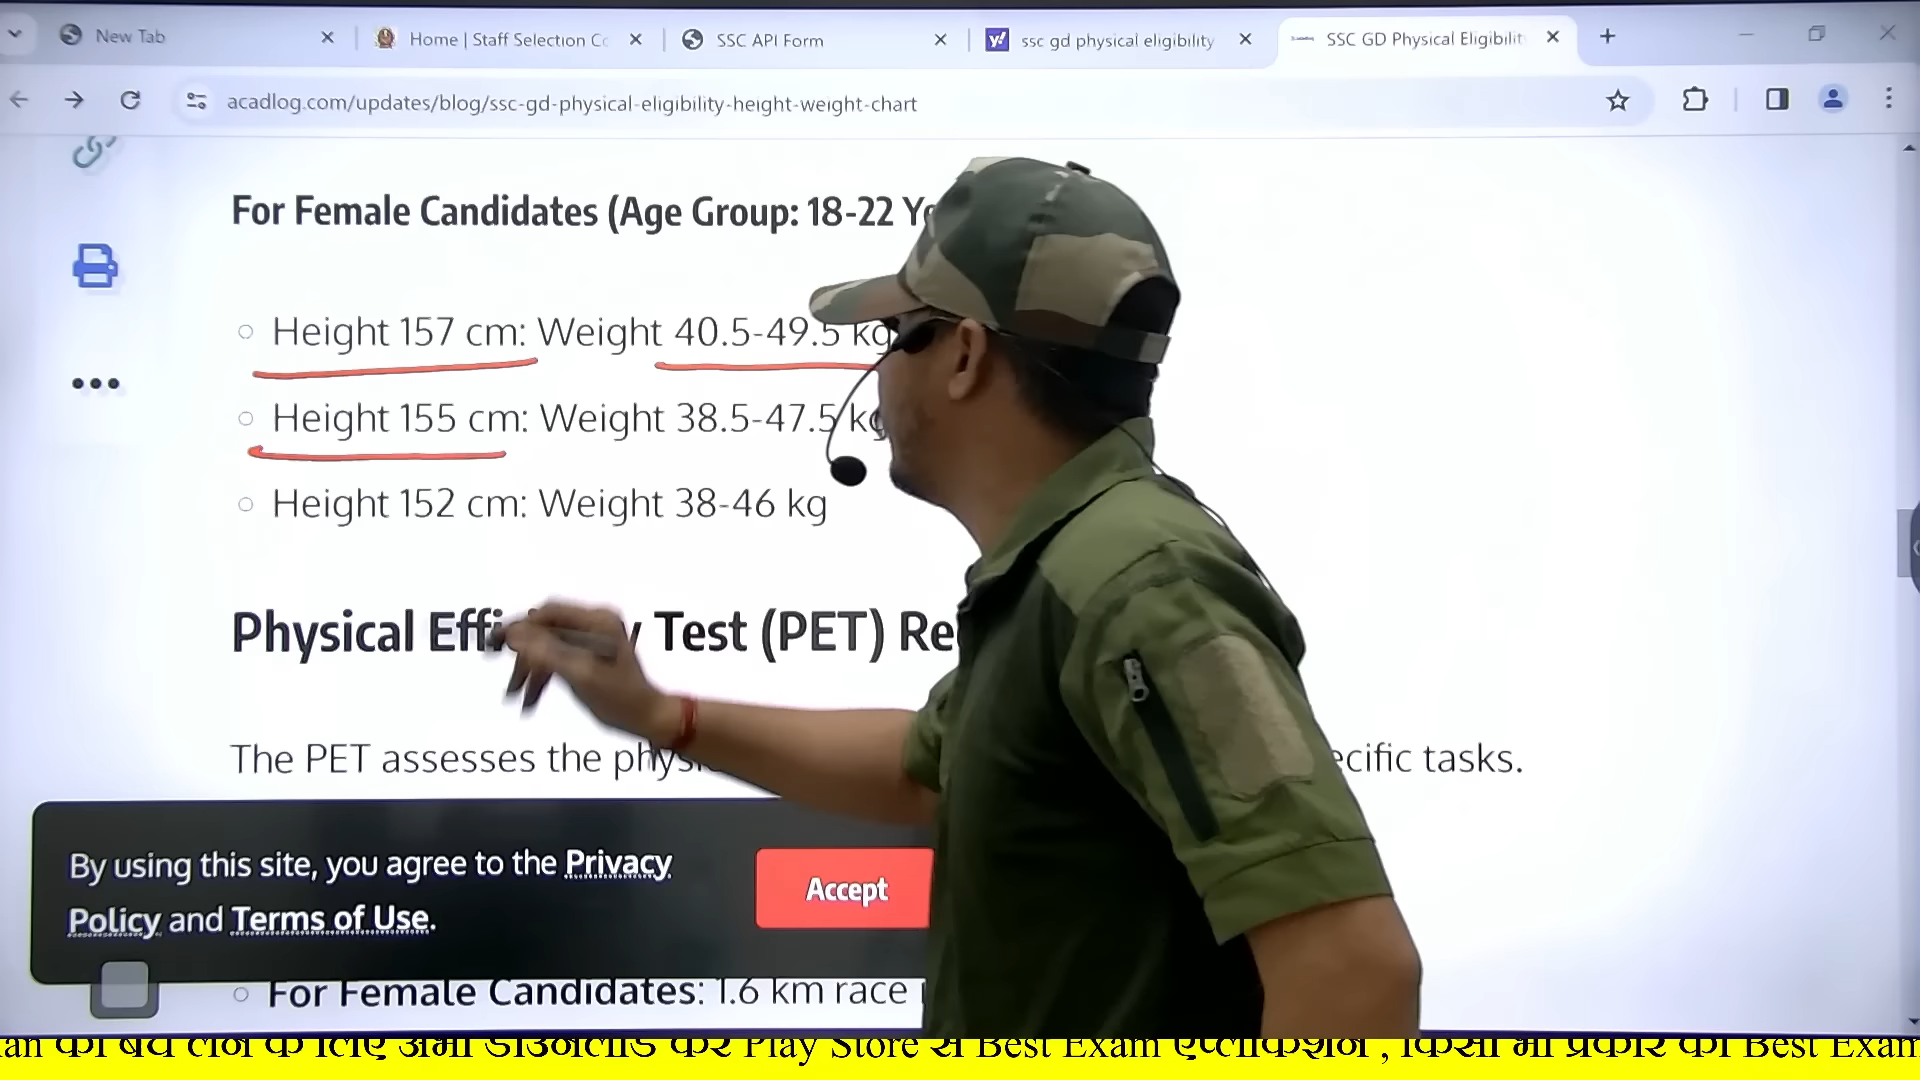 New Tab
Home | Staff Selection Co
SSC API Form
ssc gd physical eligibility
SSC GD Physical Eligibilit
acadlog.com/updates/blog/ssc-gd-physical-eligibility-height-weight-chart
For Female Candidates (Age Group: 18-22
Height 157 cm: Weight 40.5-49.5 kg
Height 155 cm: Weight 38.5-47.5 kg
Height 152 cm: Weight 38-46 kg
Physical Test (PET)
The PET assesses the tasks.
By using this site, you agree to the Privacy
Policy and Terms of Use.
Accept
For Female Candidates: 1.6 km race
के लिए अभी डाउनलोड करे Play Store से Best Exam एप्लीकेशन , किसी भी प्रकार की Best Exam